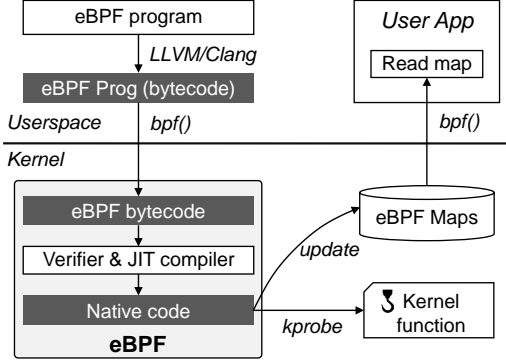 eBPF program
LLVM/Clang
eBPF Prog (bytecode)
Userspace
bpf()
User App
Read map
bpf()
Kernel
eBPF bytecode
Verifier & JIT compiler
Native code
eBPF
update
eBPF Maps
kprobe
Kernel
function